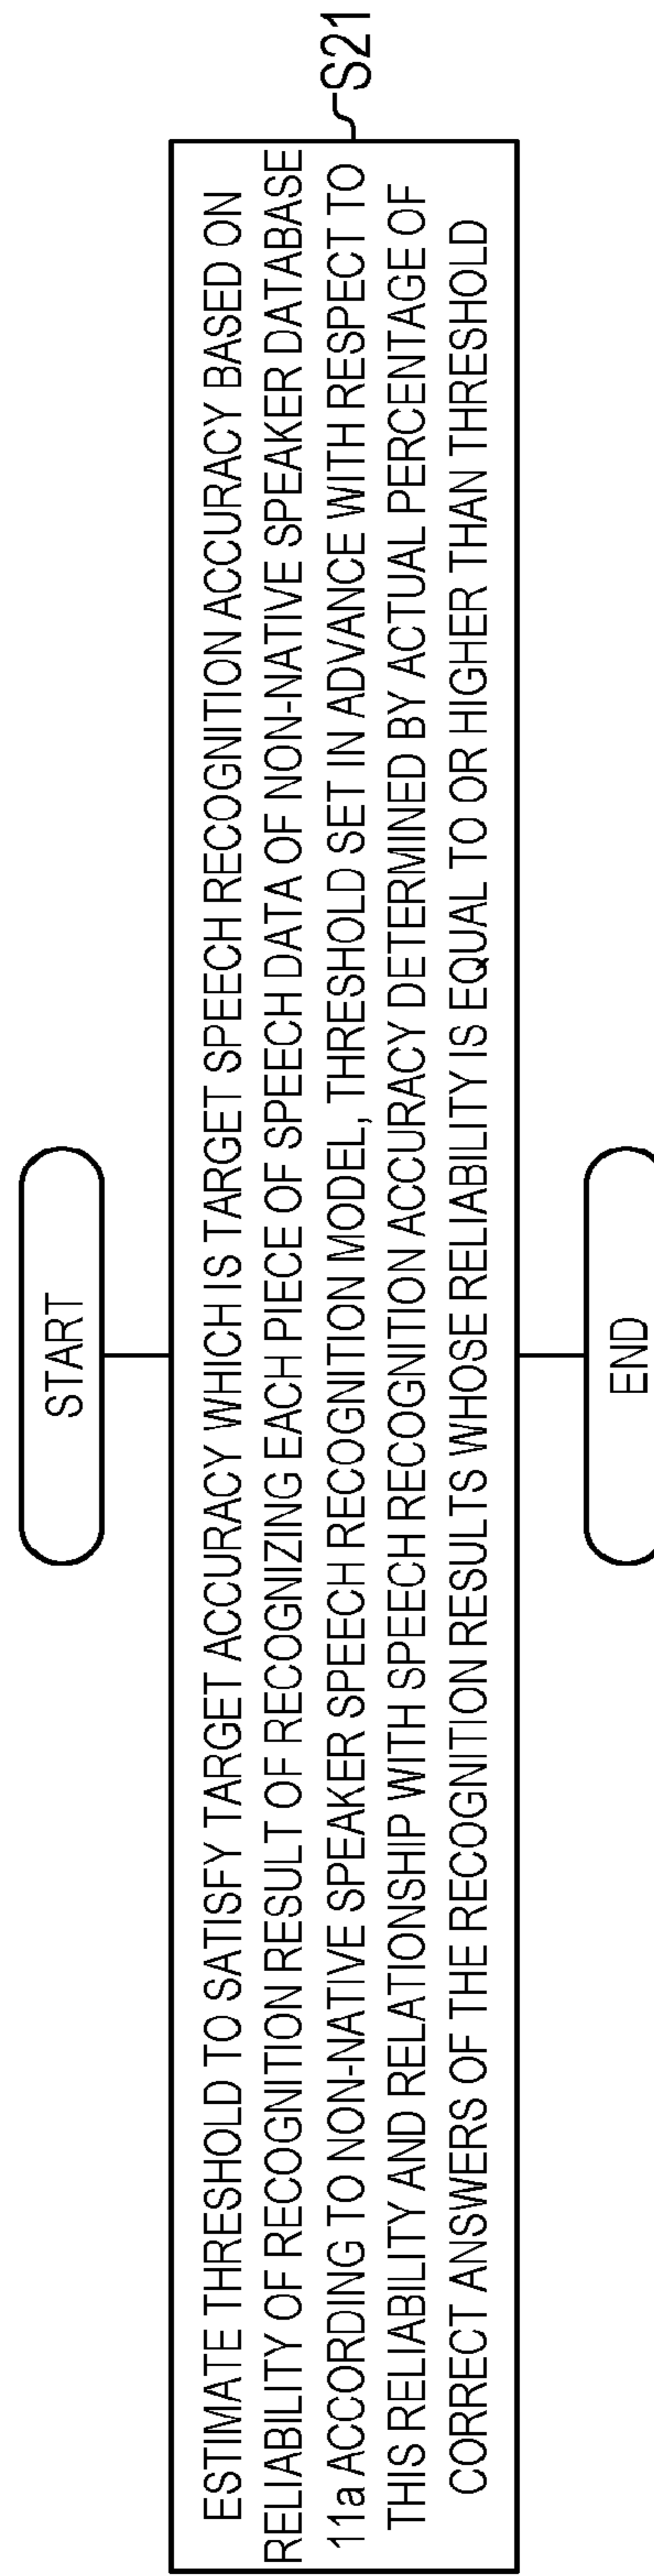 START
ESTIMATE THRESHOLD TO SATISFY TARGET ACCURACY WHICH IS TARGET SPEECH RECOGNITION ACCURACY BASED ON
RELIABILITY OF RECOGNITION RESULT OF RECOGNIZING EACH PIECE OF SPEECH DATA OF NON-NATIVE SPEAKER DATABASE
11a ACCORDING TO NON-NATIVE SPEAKER SPEECH RECOGNITION MODEL, THRESHOLD SET IN ADVANCE WITH RESPECT TO
THIS RELIABILITY AND RELATIONSHIP WITH SPEECH RECOGNITION ACCURACY DETERMINED BY ACTUAL PERCENTAGE OF
CORRECT ANSWERS OF THE RECOGNITION RESULTS WHOSE RELIABILITY IS EQUAL TO OR HIGHER THAN THRESHOLD
S21
END